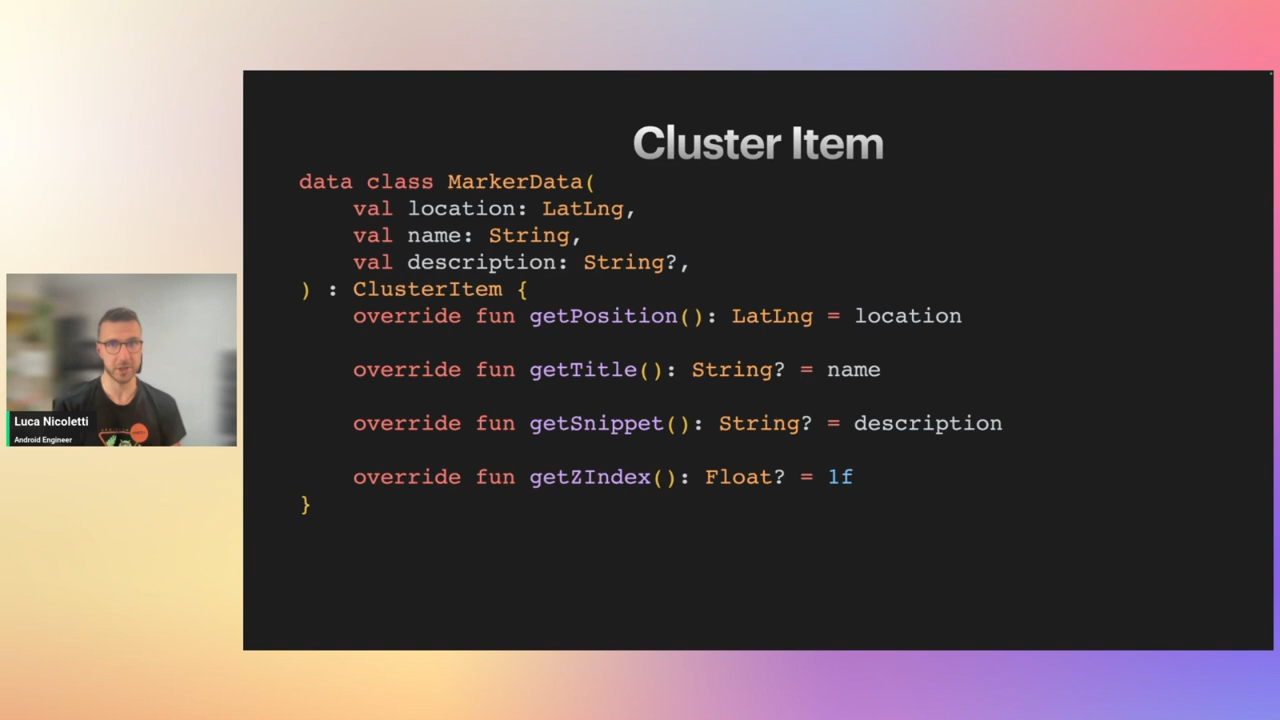 Cluster Item
data class MarkerData(
    val location: LatLng,
    val name: String,
    val description: String?,
) : ClusterItem {
    override fun getPosition(): LatLng = location
    override fun getTitle(): String? = name
    override fun getSnippet(): String? = description
    override fun getZIndex(): Float? = 1f
}
Luca Nicoletti
Android Engineer